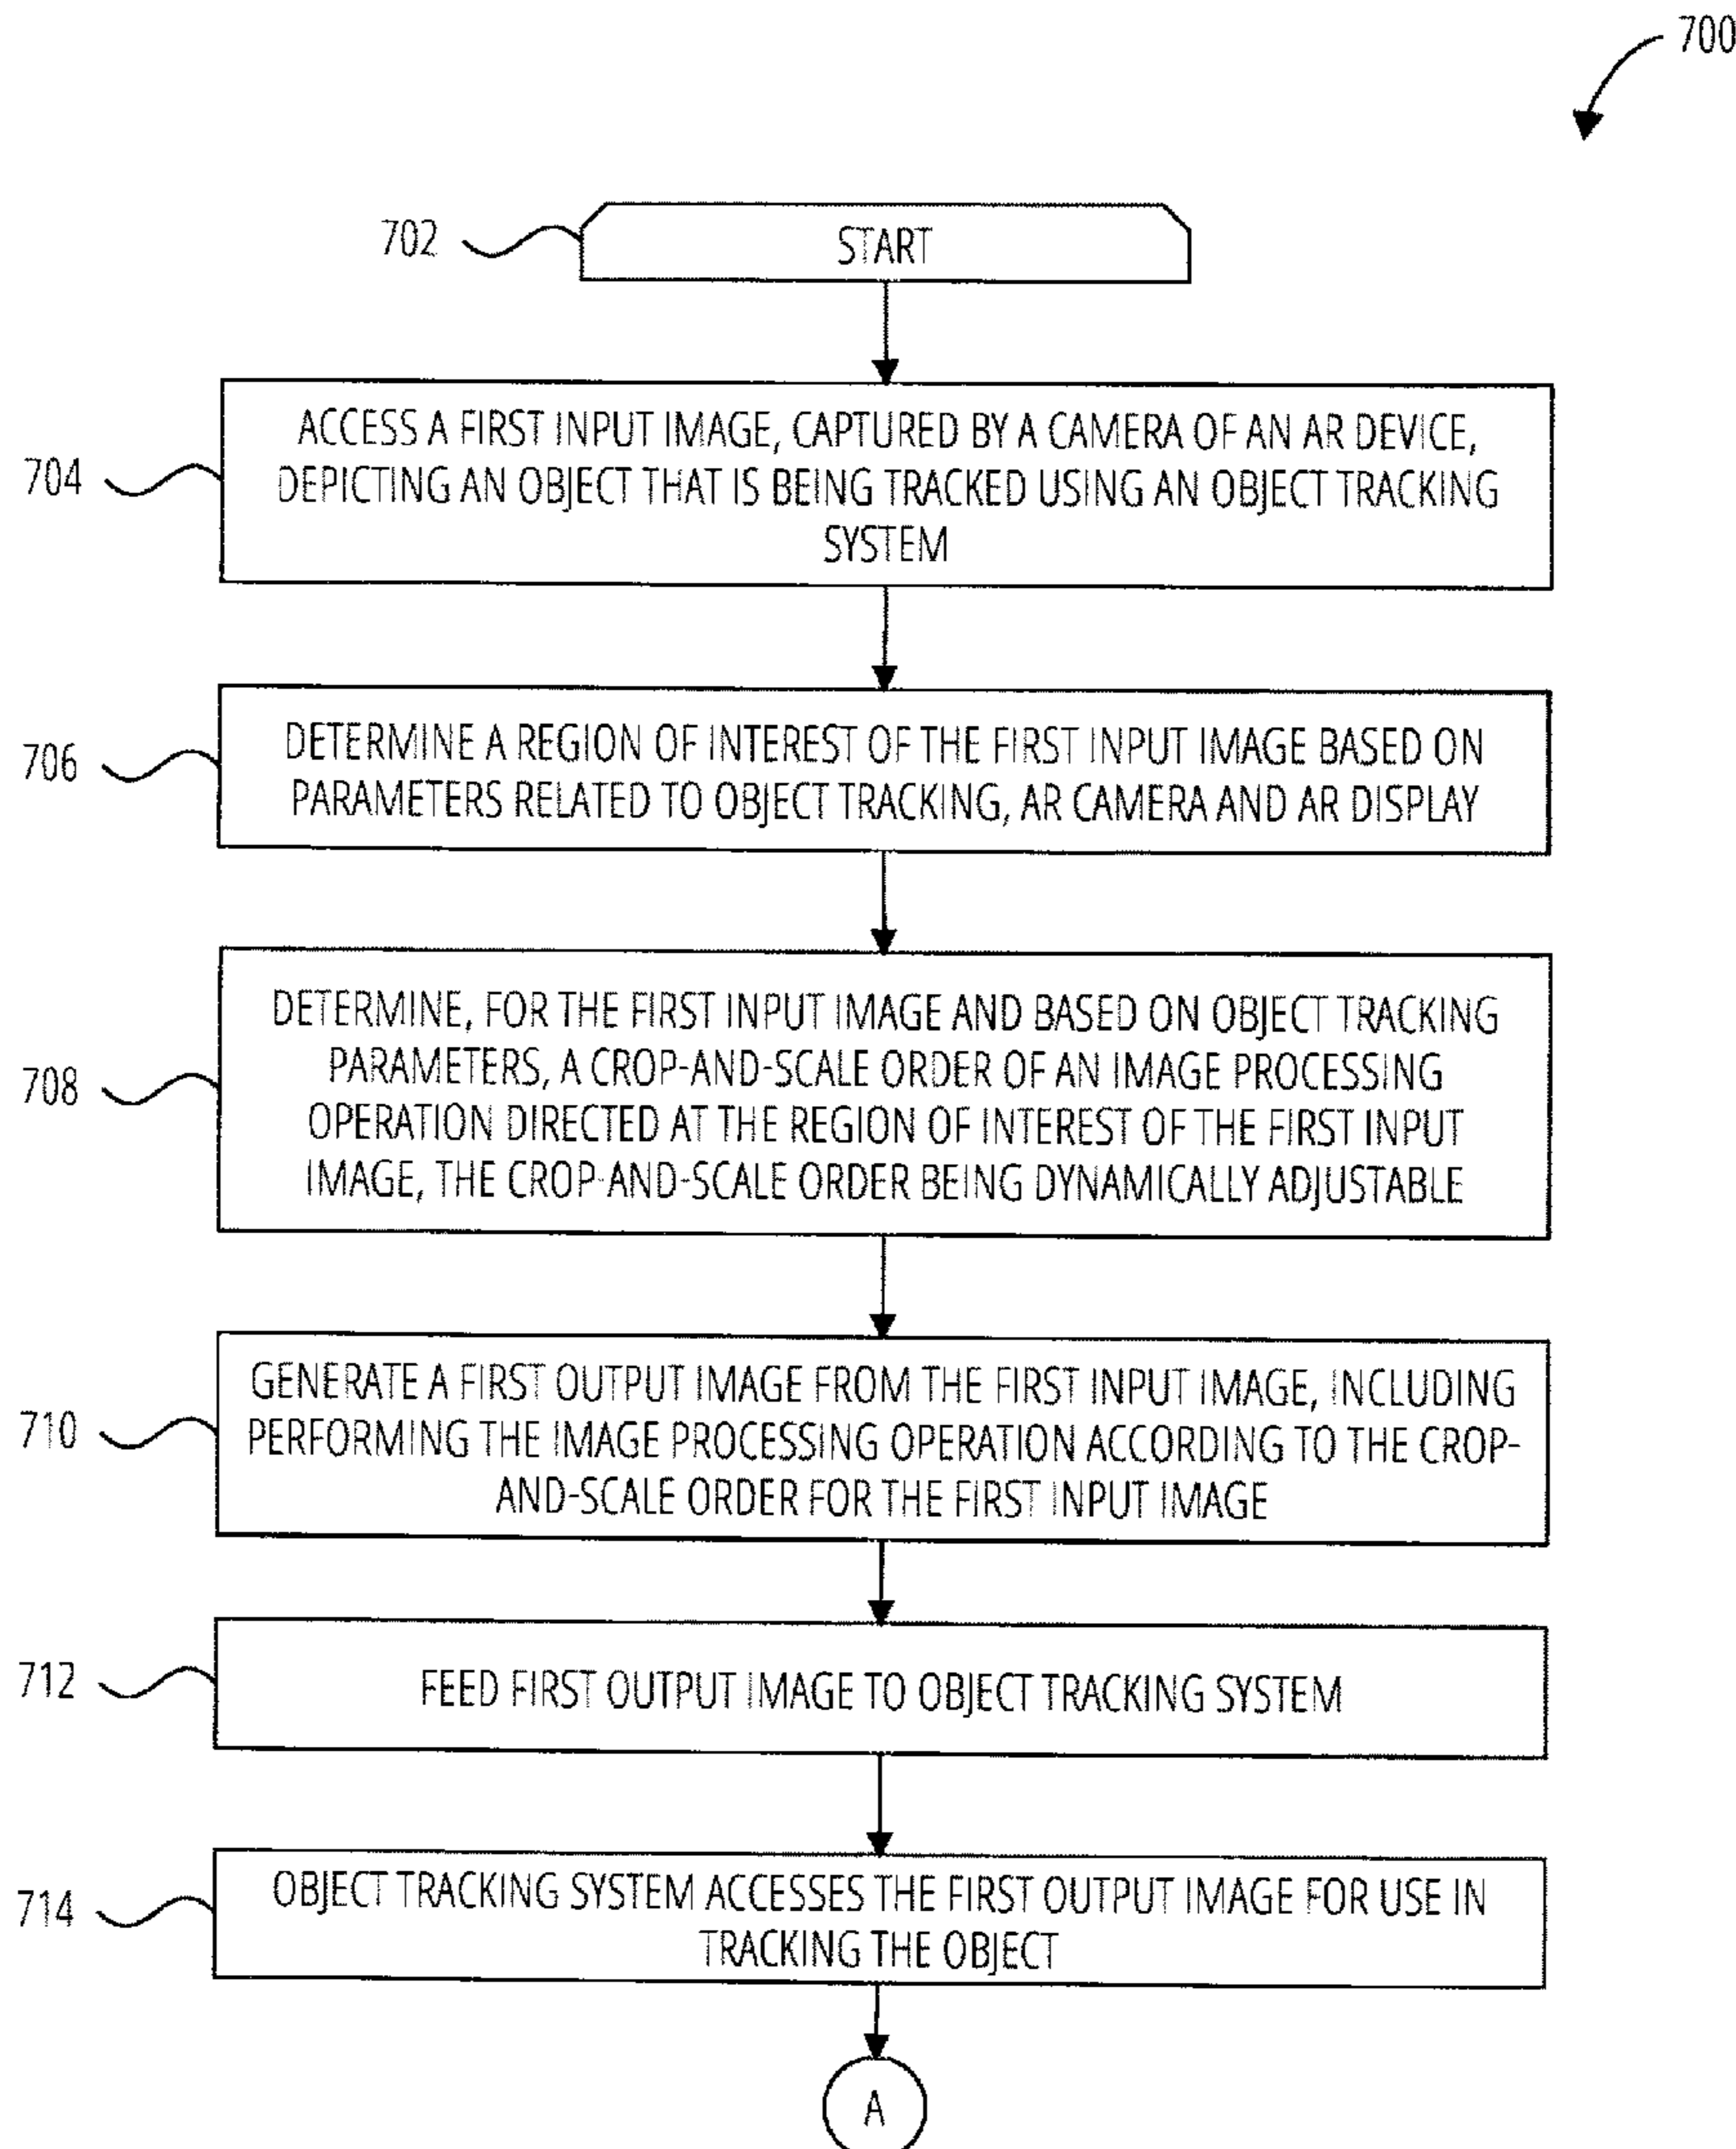 700
702
START
704
ACCESS A FIRST INPUT IMAGE, CAPTURED BY A CAMERA OF AN AR DEVICE,
DEPICTING AN OBJECT THAT IS BEING TRACKED USING AN OBJECT TRACKING
SYSTEM
706
DETERMINE A REGION OF INTEREST OF THE FIRST INPUT IMAGE BASED ON
PARAMETERS RELATED TO OBJECT TRACKING, AR CAMERA AND AR DISPLAY
708
DETERMINE, FOR THE FIRST INPUT IMAGE AND BASED ON OBJECT TRACKING
PARAMETERS, A CROP-AND-SCALE ORDER OF AN IMAGE PROCESSING
OPERATION DIRECTED AT THE REGION OF INTEREST OF THE FIRST INPUT
IMAGE, THE CROP-AND-SCALE ORDER BEING DYNAMICALLY ADJUSTABLE
710
GENERATE A FIRST OUTPUT IMAGE FROM THE FIRST INPUT IMAGE, INCLUDING
PERFORMING THE IMAGE PROCESSING OPERATION ACCORDING TO THE CROP-
AND-SCALE ORDER FOR THE FIRST INPUT IMAGE
712
FEED FIRST OUTPUT IMAGE TO OBJECT TRACKING SYSTEM
714
OBJECT TRACKING SYSTEM ACCESSES THE FIRST OUTPUT IMAGE FOR USE IN
TRACKING THE OBJECT
A